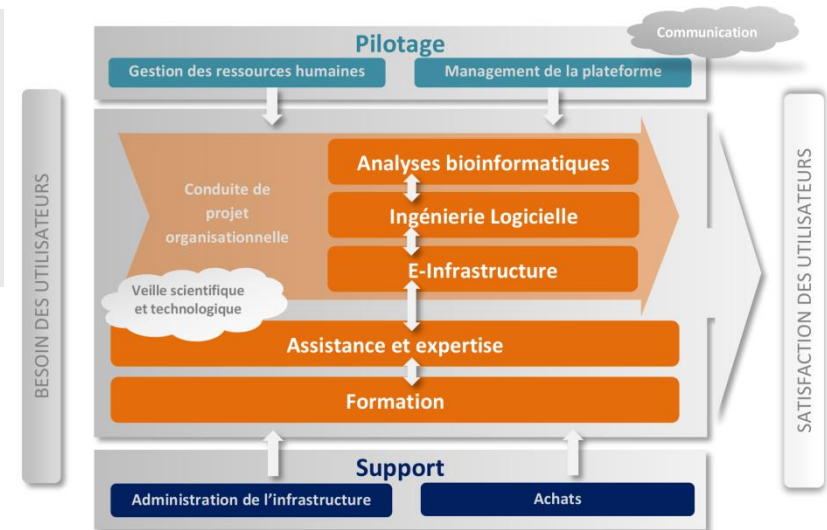 Communication
Pilotage
Gestion des ressources humaines
Management de la plateforme
BESOIN DES UTILISATEURS
Conduite de
projet
organisationnelle
Analyses bioinformatiques
Ingénierie Logicielle
E-Infrastructure
Veille scientifique
et technologique
Assistance et expertise
Formation
SATISFACTION DES UTILISATEURS
Support
Administration de l'infrastructure
Achats